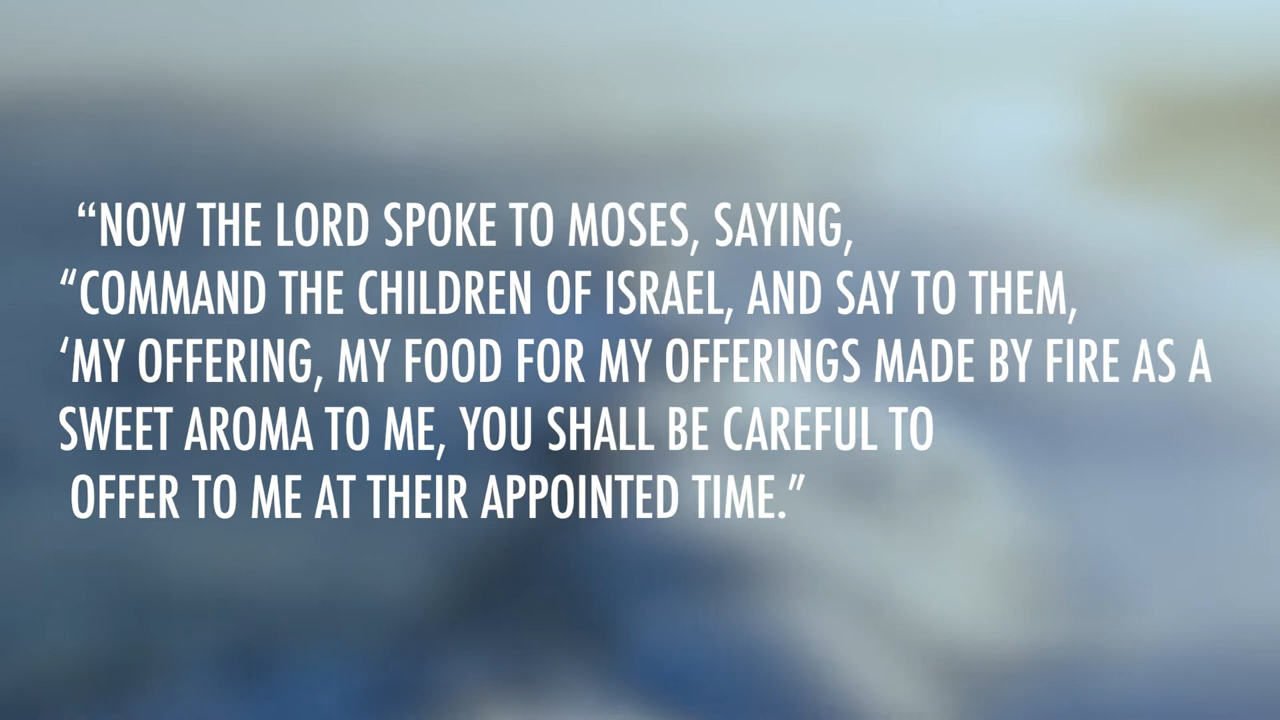 “NOW THE LORD SPOKE TO MOSES, SAYING,
“COMMAND THE CHILDREN OF ISRAEL, AND SAY TO THEM,
‘MY OFFERING, MY FOOD FOR MY OFFERINGS MADE BY FIRE AS A
SWEET AROMA TO ME, YOU SHALL BE CAREFUL TO
OFFER TO ME AT THEIR APPOINTED TIME.”